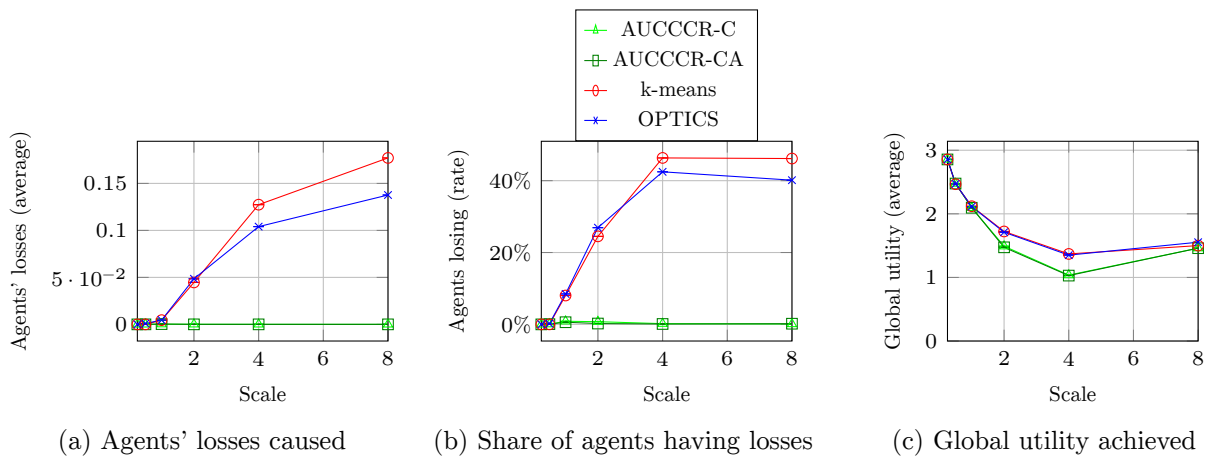 AUCCCR-C
AUCCCR-CA
k-means
OPTICS
Agents' losses (average)
0.15
0.1
5 · 10⁻²
0
2 4 6 8
Scale
(a) Agents' losses caused
Agents losing (rate)
40%
20%
0%
2 4 6 8
Scale
(b) Share of agents having losses
Global utility (average)
3
2
1
0
2 4 6 8
Scale
(c) Global utility achieved